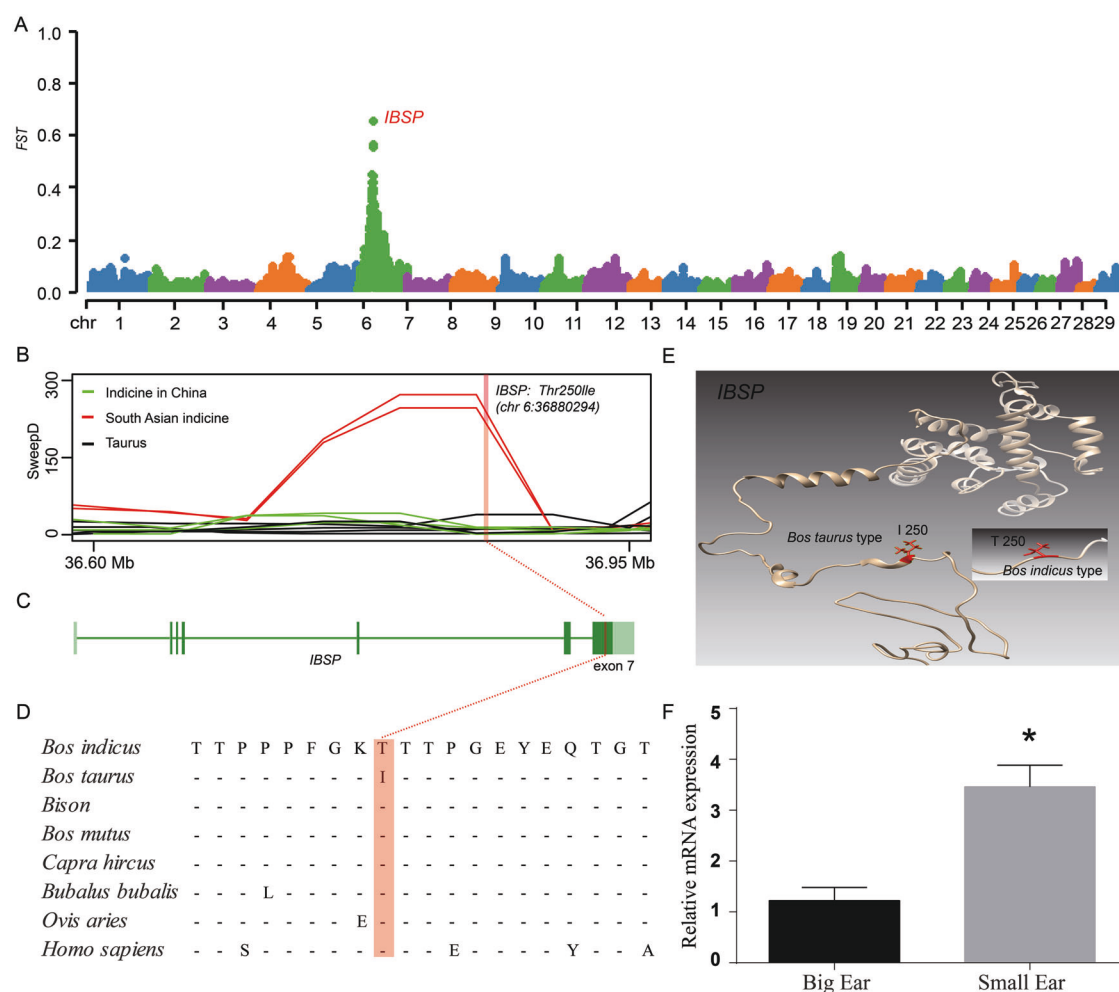 A
1.0
0.8
0.6
0.4
0.2
0.0
FST
IBSP
chr 1 2 3 4 5 6 7 8 9 10 11 12 13 14 15 16 17 18 19 20 21 22 23 24 25 26 27 28 29
B
300
150
0
SweepD
Indicine in China
South Asian indicine
Taurus
IBSP: Thr250Ile
(chr 6:36880294)
36.60 Mb 36.95 Mb
C
IBSP
exon 7
D
Bos indicus T T P P P F G K T T T P G E Y E Q T G T
Bos taurus - - - - - - - - I - - - - - - - - - - -
Bison - - - - - - - - - - - - - - - - - - - -
Bos mutus - - - - - - - - - - - - - - - - - - - -
Capra hircus - - - - - - - - - - - - - - - - - - - -
Bubalus bubalis - - - L - - - - - - - - - - - - - - - -
Ovis aries - - - - - - - E - - - - - - - - - - - -
Homo sapiens - - S - - - - - - - - E - - - - Y - - A
E
IBSP
I 250
Bos taurus type
T 250
Bos indicus type
F
5
4
3
2
1
0
Relative mRNA expression
*
Big Ear Small Ear